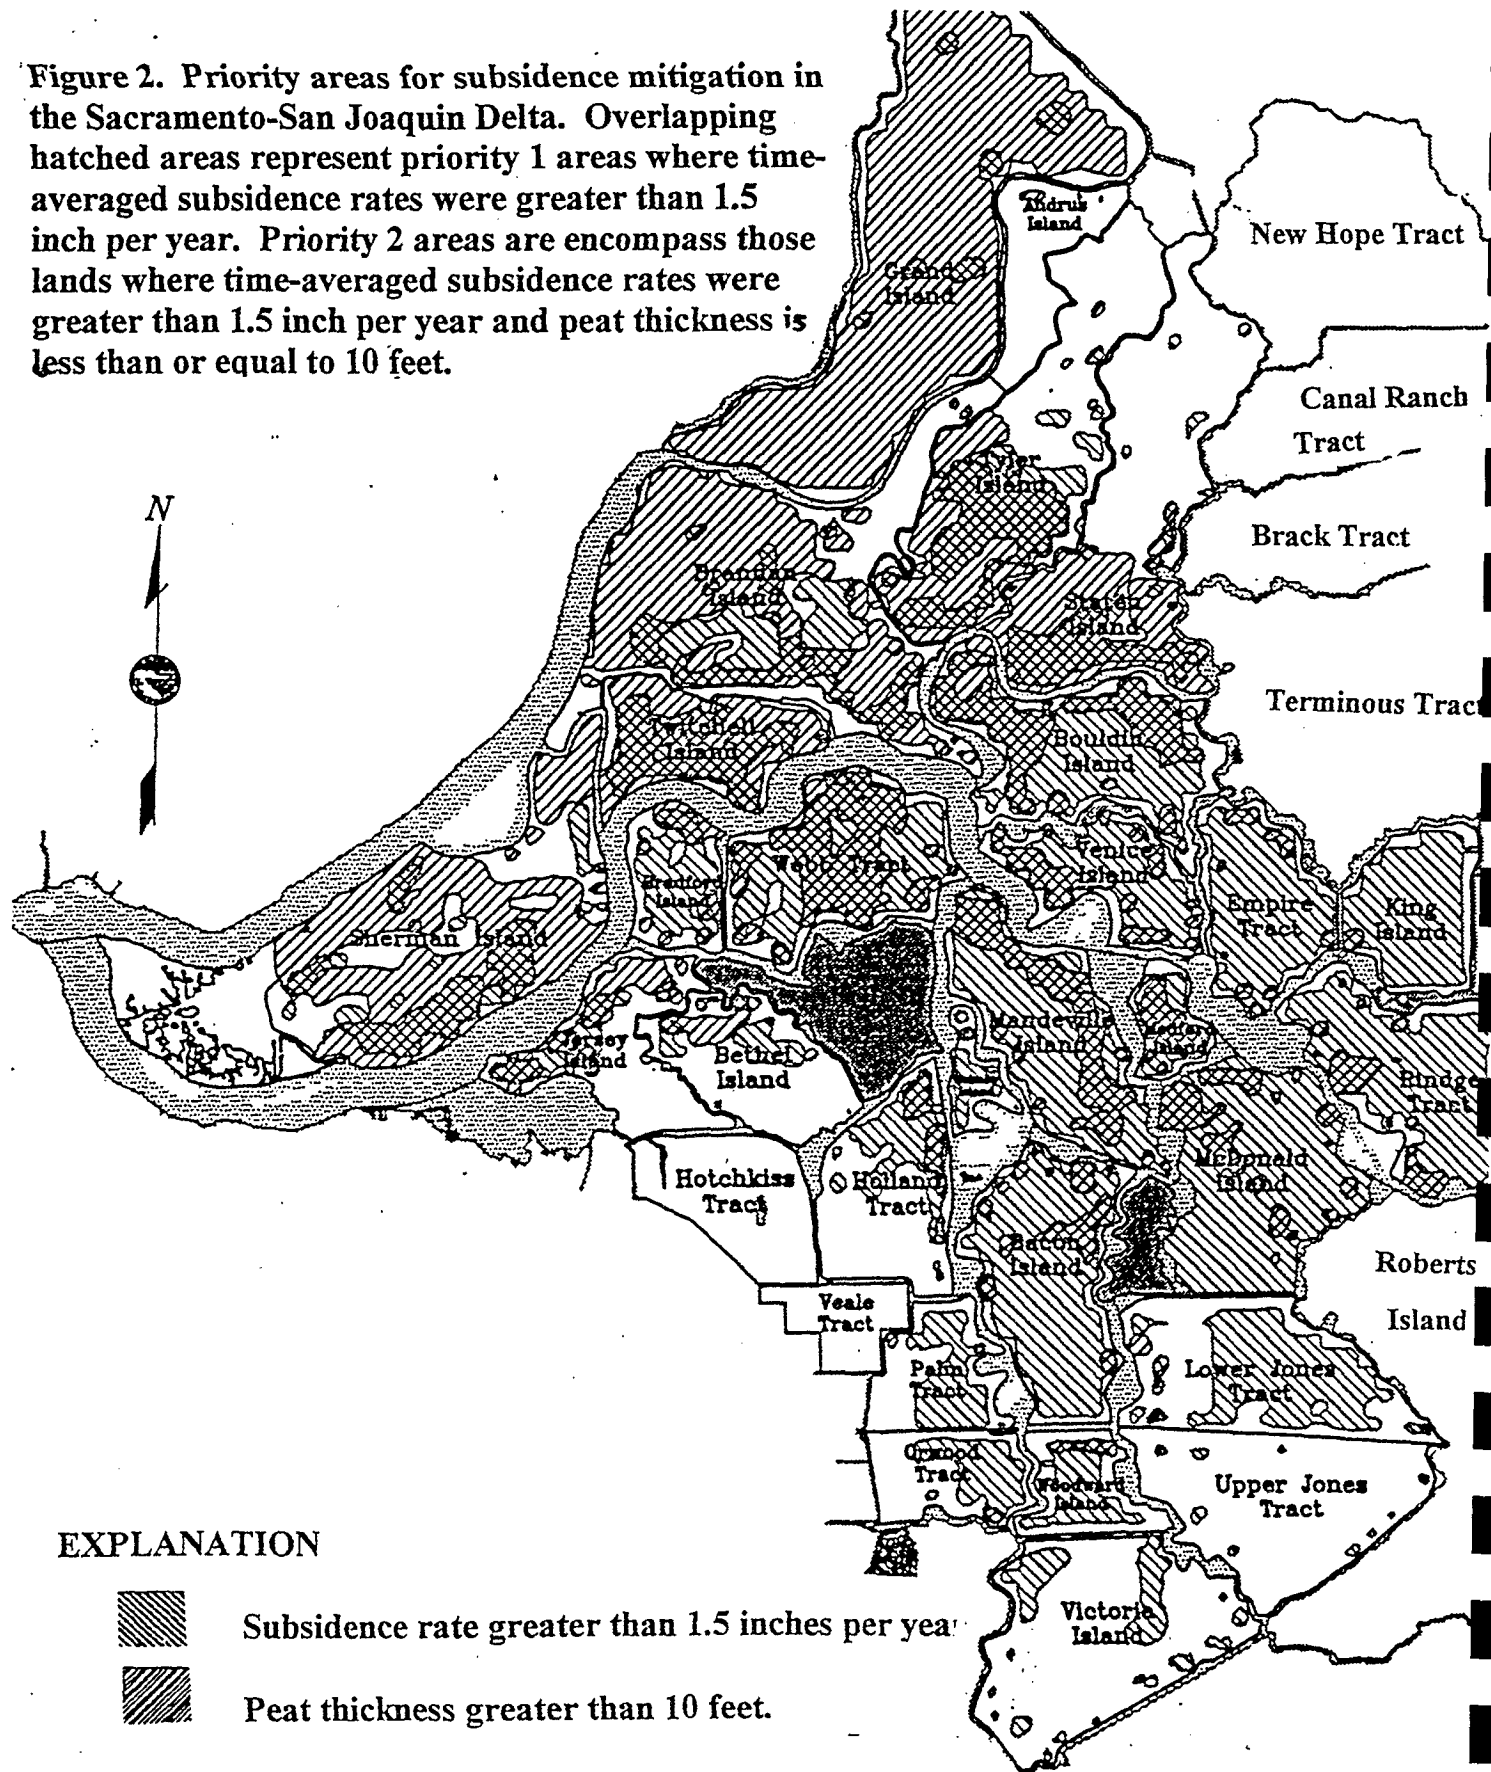 Figure 2. Priority areas for subsidence mitigation in
the Sacramento-San Joaquin Delta. Overlapping
hatched areas represent priority 1 areas where time-
averaged subsidence rates were greater than 1.5
inch per year. Priority 2 areas are encompass those
lands where time-averaged subsidence rates were
greater than 1.5 inch per year and peat thickness is
less than or equal to 10 feet.
Andrus
Island
New Hope Tract
Grand
Island
Canal Ranch
Tract
Tyler
Island
N
Brack Tract
Brannan
Island
Staten
Island
Terminous Tract
Twitchell
Island
Bouldin
Island
Venice
Island
Webb Tract
Bradford
Island
Empire
Tract
King
Island
Sherman Island
Mandeville
Island
Medford
Island
Jersey
Island
Bethel
Island
Rindge
Tract
McDonald
Island
Hotchkiss
Tract
Holland
Tract
Bacon
Island
Roberts
Island
Veale
Tract
Palm
Tract
Lower Jones
Tract
Orwood
Tract
Woodward
Island
Upper Jones
Tract
Victoria
Island
EXPLANATION
Subsidence rate greater than 1.5 inches per year
Peat thickness greater than 10 feet.